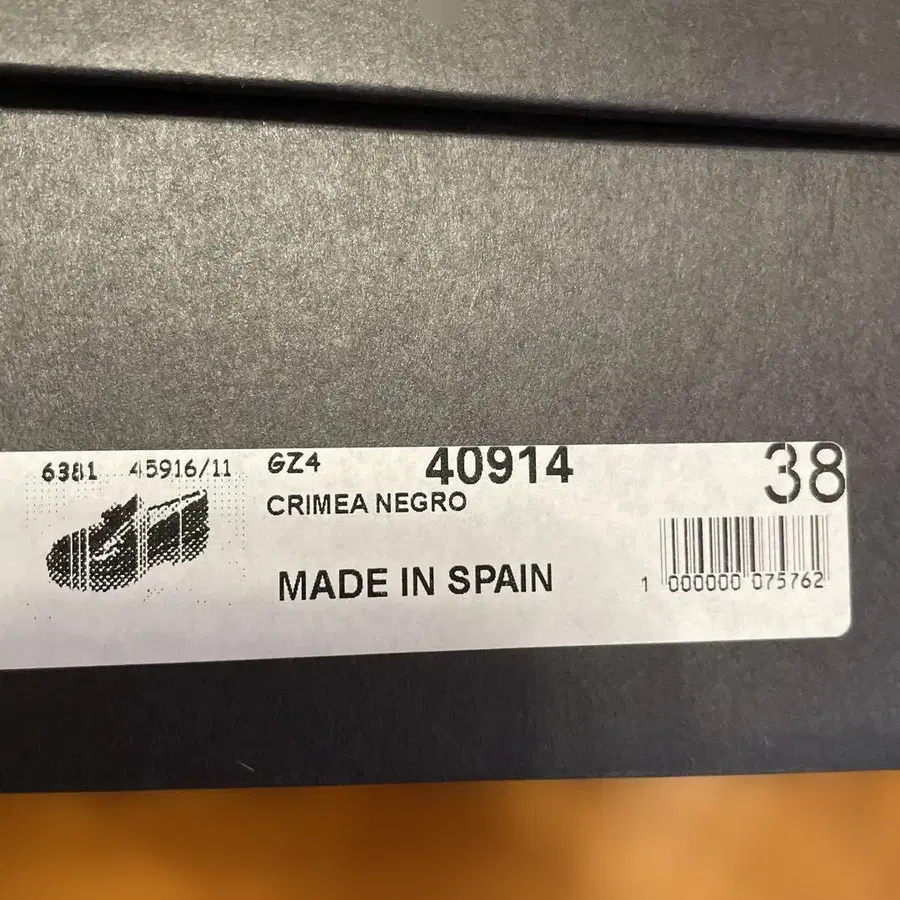 6381 45916/11 GZ4 40914 38
CRIMEA NEGRO
MADE IN SPAIN
1 000000 075762